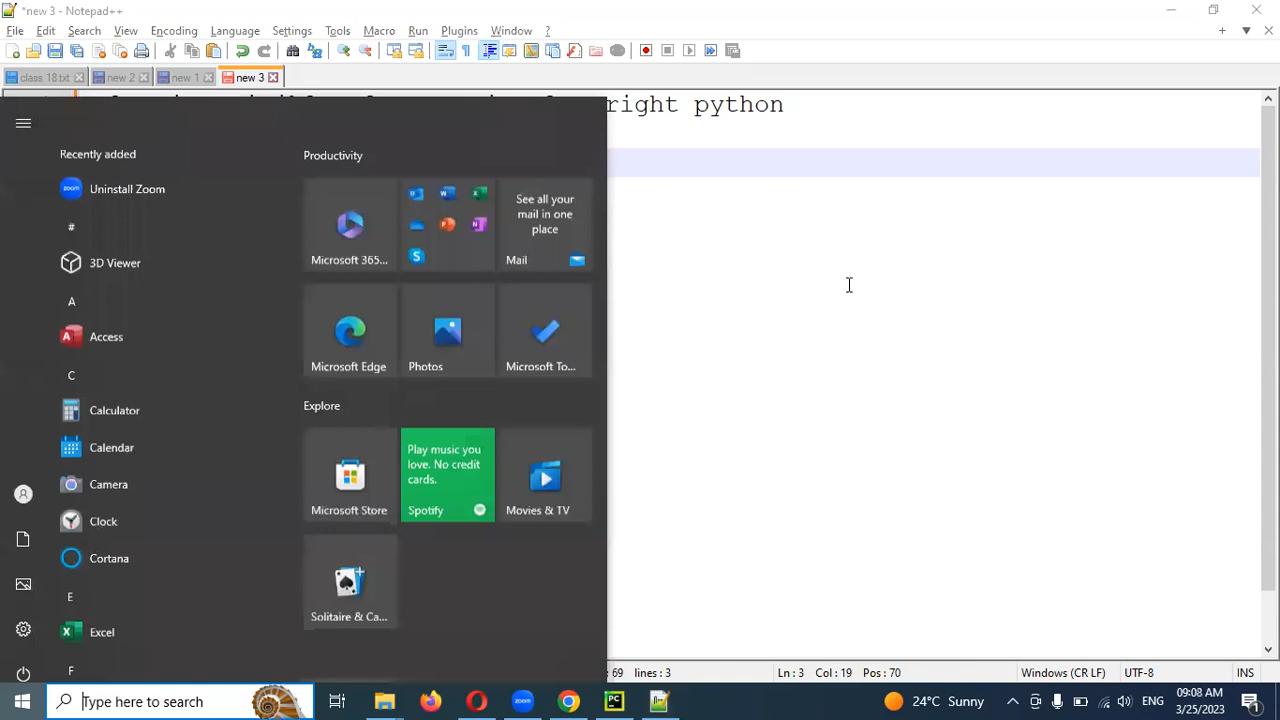 *new 3 - Notepad++
File Edit Search View Encoding Language Settings Tools Macro Run Plugins Window ?
class 18.txt new 2 new 1 new 3
right python
Recently added
Uninstall Zoom
#
3D Viewer
A
Access
C
Calculator
Calendar
Camera
Clock
Cortana
E
Excel
F
Productivity
Microsoft 365...
See all your
mail in one
place
Mail
Microsoft Edge
Photos
Microsoft To...
Explore
Microsoft Store
Play music you
love. No credit
cards.
Spotify
Movies & TV
Solitaire & Ca...
:69 lines:3 Ln:3 Col:19 Pos:70 Windows (CR LF) UTF-8 INS
Type here to search
24°C Sunny
ENG
09:08 AM
3/25/2023